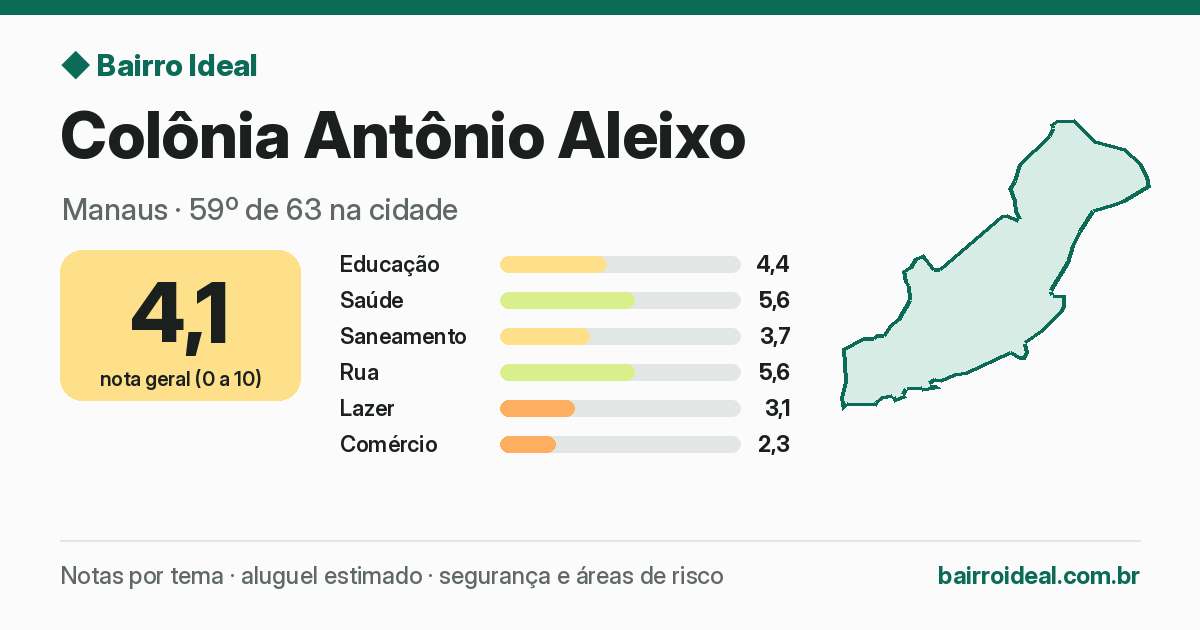 Bairro Ideal
Colônia Antônio Aleixo
Manaus · 59º de 63 na cidade
4,1
nota geral (0 a 10)
Educação 4,4
Saúde 5,6
Saneamento 3,7
Rua 5,6
Lazer 3,1
Comércio 2,3
Notas por tema · aluguel estimado · segurança e áreas de risco
bairroideal.com.br